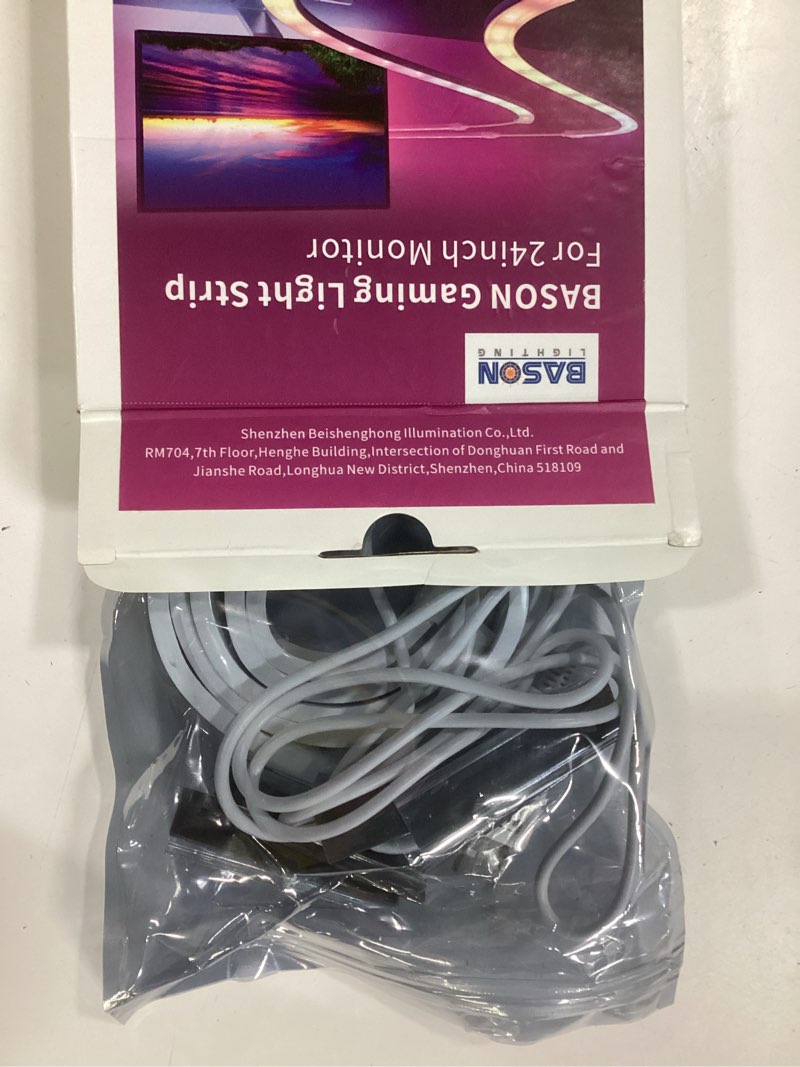 BASON
LIGHTING
BASON Gaming Light Strip
For 24inch Monitor
Shenzhen Beishenghong Illumination Co.,Ltd.
RM704,7th Floor,Henghe Building,Intersection of Donghuan First Road and
Jianshe Road,Longhua New District,Shenzhen,China 518109